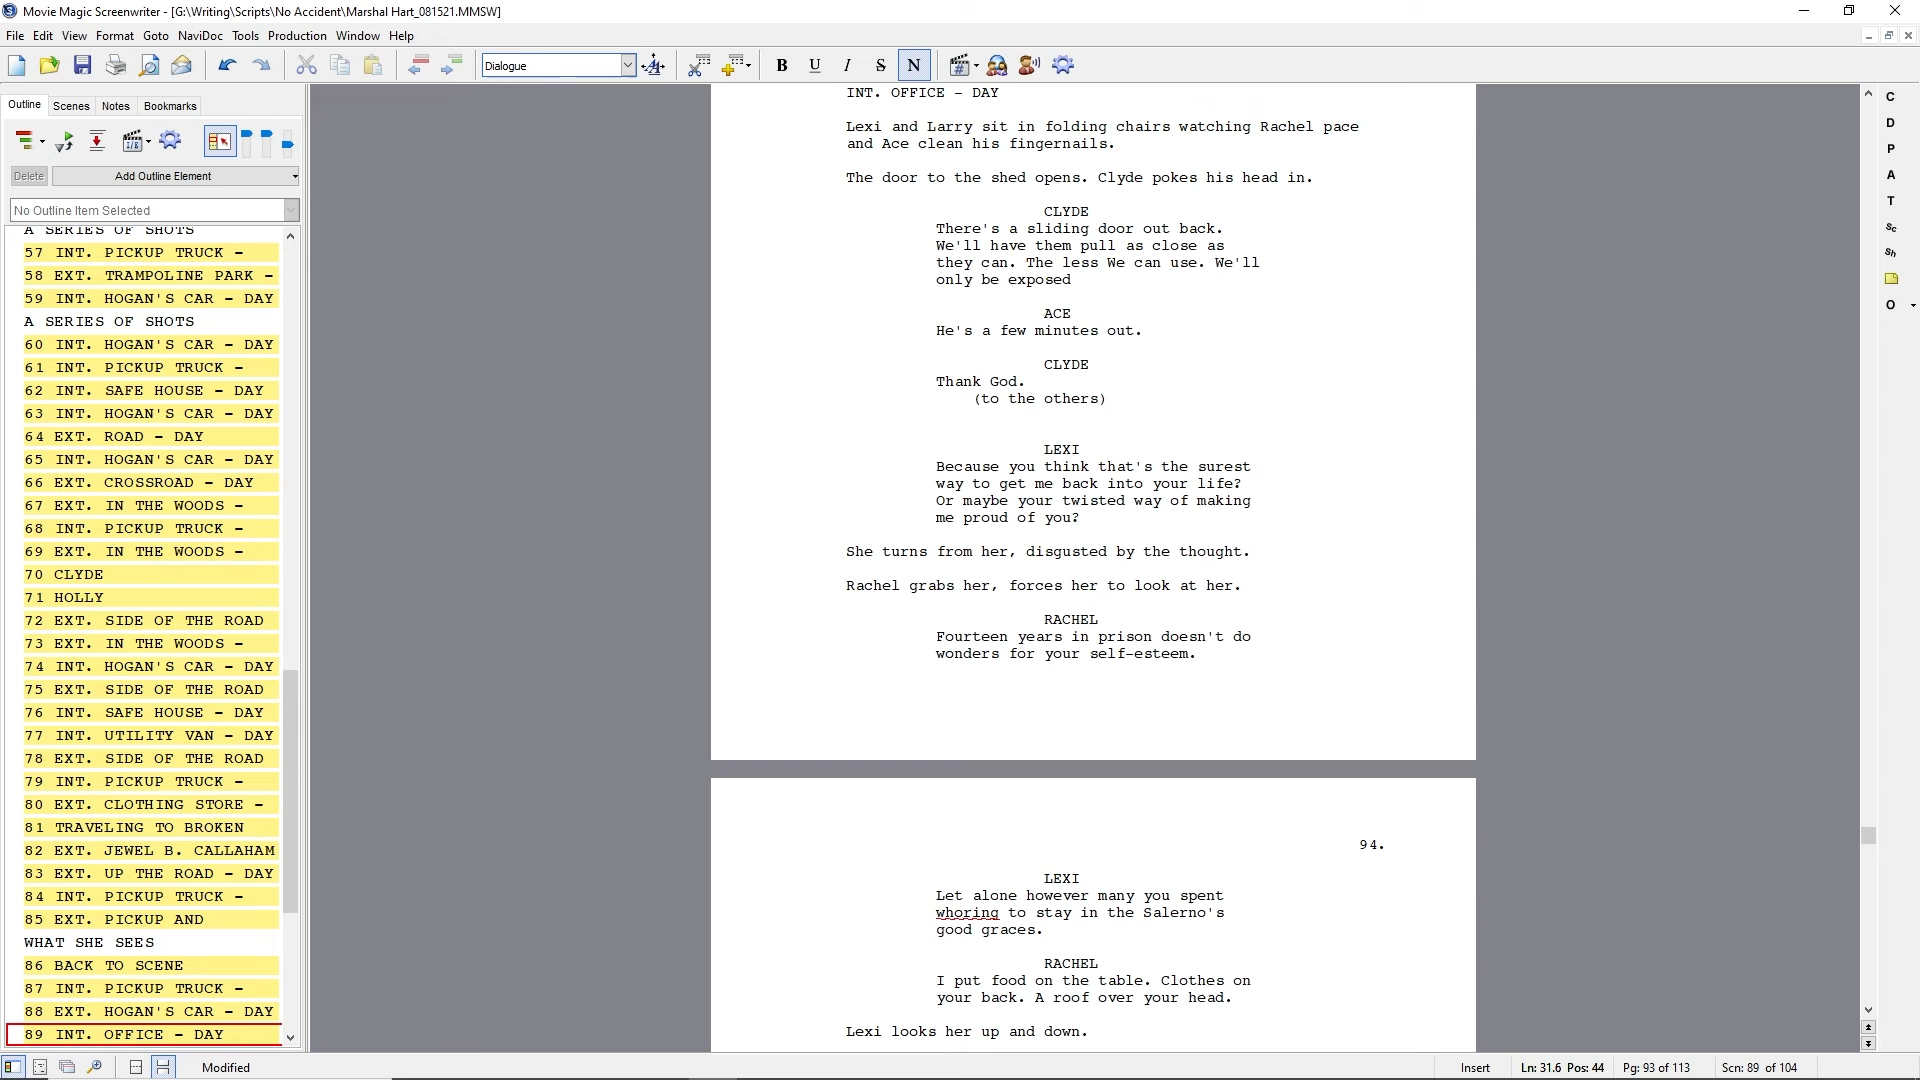 Movie Magic Screenwriter - [G:\Writing\Scripts\No Accident\Marshal Hart_081521.MMSW]
File Edit View Format Goto NaviDoc Tools Production Window Help
Dialogue
B U I S N
Outline Scenes Notes Bookmarks
Delete Add Outline Element
No Outline Item Selected
A SERIES OF SHOTS
57 INT. PICKUP TRUCK -
58 EXT. TRAMPOLINE PARK -
59 INT. HOGAN'S CAR - DAY
A SERIES OF SHOTS
60 INT. HOGAN'S CAR - DAY
61 INT. PICKUP TRUCK -
62 INT. SAFE HOUSE - DAY
63 INT. HOGAN'S CAR - DAY
64 EXT. ROAD - DAY
65 INT. HOGAN'S CAR - DAY
66 EXT. CROSSROAD - DAY
67 EXT. IN THE WOODS -
68 INT. PICKUP TRUCK -
69 EXT. IN THE WOODS -
70 CLYDE
71 HOLLY
72 EXT. SIDE OF THE ROAD
73 EXT. IN THE WOODS -
74 INT. HOGAN'S CAR - DAY
75 EXT. SIDE OF THE ROAD
76 INT. SAFE HOUSE - DAY
77 INT. UTILITY VAN - DAY
78 EXT. SIDE OF THE ROAD
79 INT. PICKUP TRUCK -
80 EXT. CLOTHING STORE -
81 TRAVELING TO BROKEN
82 EXT. JEWEL B. CALLAHAM
83 EXT. UP THE ROAD - DAY
84 INT. PICKUP TRUCK -
85 EXT. PICKUP AND
WHAT SHE SEES
86 BACK TO SCENE
87 INT. PICKUP TRUCK -
88 EXT. HOGAN'S CAR - DAY
89 INT. OFFICE - DAY
INT. OFFICE - DAY
Lexi and Larry sit in folding chairs watching Rachel pace
and Ace clean his fingernails.
The door to the shed opens. Clyde pokes his head in.
CLYDE
There's a sliding door out back.
We'll have them pull as close as
they can. The less We can use. We'll
only be exposed
ACE
He's a few minutes out.
CLYDE
Thank God.
(to the others)
LEXI
Because you think that's the surest
way to get me back into your life?
Or maybe your twisted way of making
me proud of you?
She turns from her, disgusted by the thought.
Rachel grabs her, forces her to look at her.
RACHEL
Fourteen years in prison doesn't do
wonders for your self-esteem.
94.
LEXI
Let alone however many you spent
whoring to stay in the Salerno's
good graces.
RACHEL
I put food on the table. Clothes on
your back. A roof over your head.
Lexi looks her up and down.
C
D
P
A
T
Sc
Sh
O
Modified
Insert Ln: 31.6 Pos: 44 Pg: 93 of 113 Scn: 89 of 104